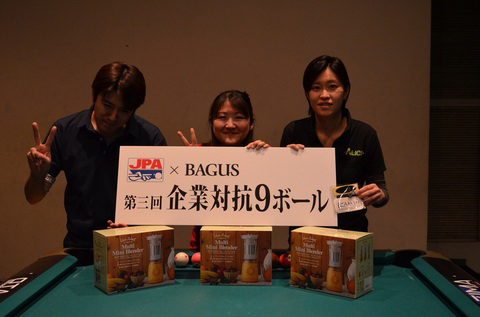 JPA × BAGUS
第三回 企業対抗9ボール
Multi
Mini Blender
Multi
Mini Blender
Multi
Mini Blender